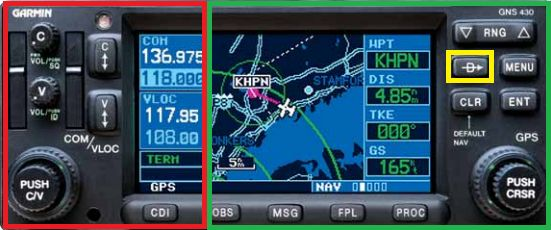 GARMIN
GNS 430
C
PWR
VOL/SQ
PUSH
C
V
VOL/ID
V
COM/VLOC
PUSH
C/V
COM
136.975
118.000
VLOC
117.95
108.00
TERM
GPS
KHPN
STAMFOR
ONKERS
5nm
WPT
KHPN
DIS
4.85nm
TKE
000°
GS
165kt
NAV
RNG
D
MENU
CLR
ENT
DEFAULT
NAV
GPS
PUSH
CRSR
CDI
OBS
MSG
FPL
PROC